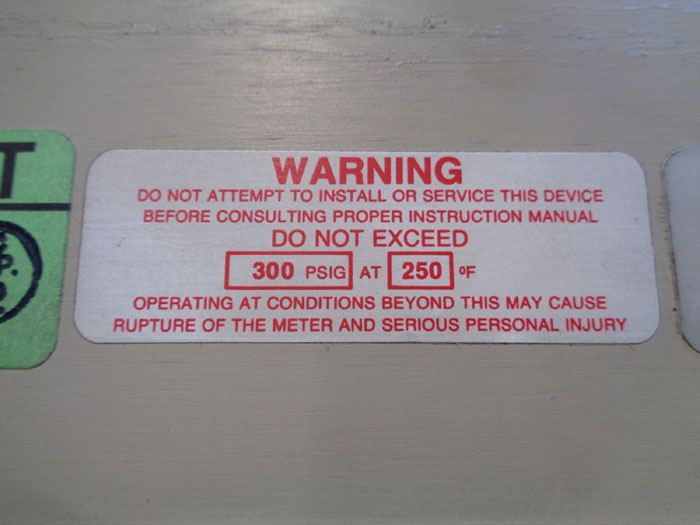 T
WARNING
DO NOT ATTEMPT TO INSTALL OR SERVICE THIS DEVICE
BEFORE CONSULTING PROPER INSTRUCTION MANUAL
DO NOT EXCEED
300 PSIG AT 250 ºF
OPERATING AT CONDITIONS BEYOND THIS MAY CAUSE
RUPTURE OF THE METER AND SERIOUS PERSONAL INJURY